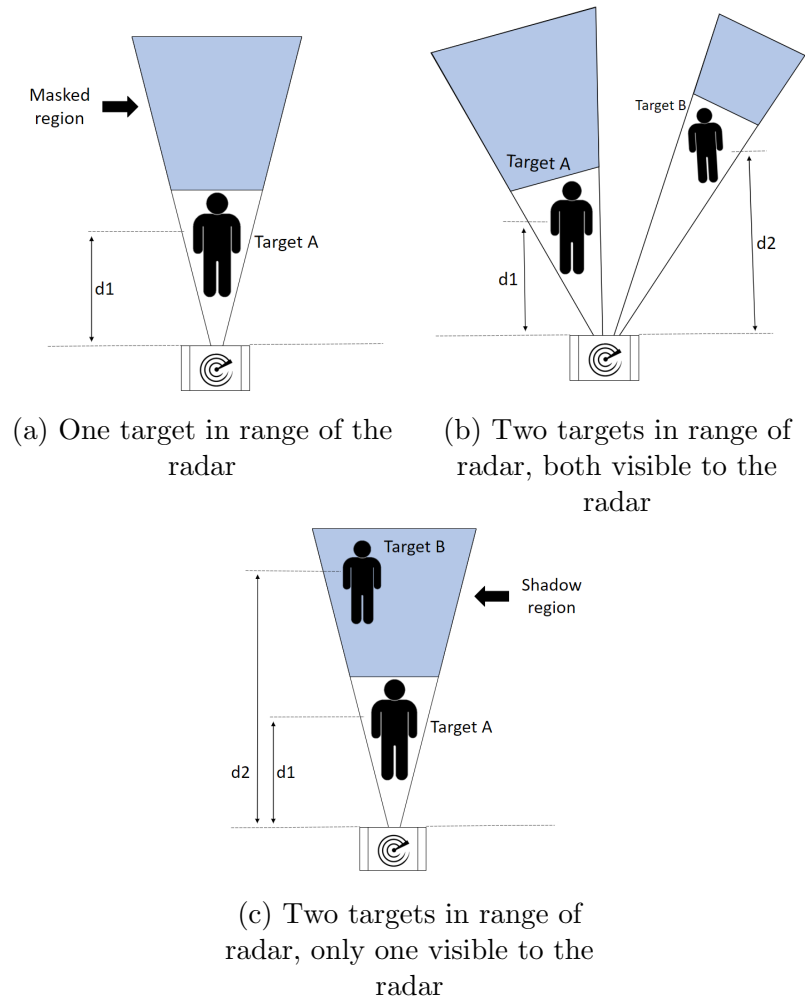 Masked
region
Target A
d1
Target B
Target A
d1
d2
(a) One target in range of the
radar
(b) Two targets in range of
radar, both visible to the
radar
Target B
Shadow
region
Target A
d2
d1
(c) Two targets in range of
radar, only one visible to the
radar